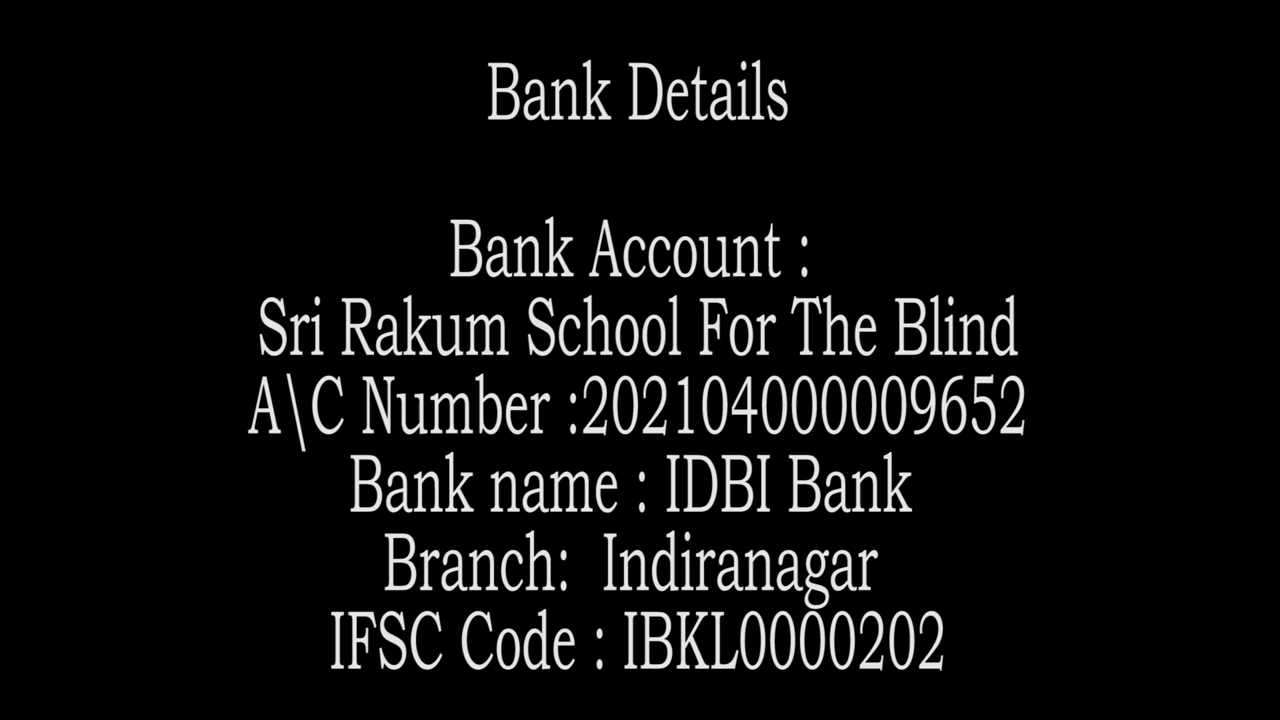 Bank Details
Bank Account :
Sri Rakum School For The Blind
A\C Number :202104000009652
Bank name : IDBI Bank
Branch: Indiranagar
IFSC Code : IBKL0000202